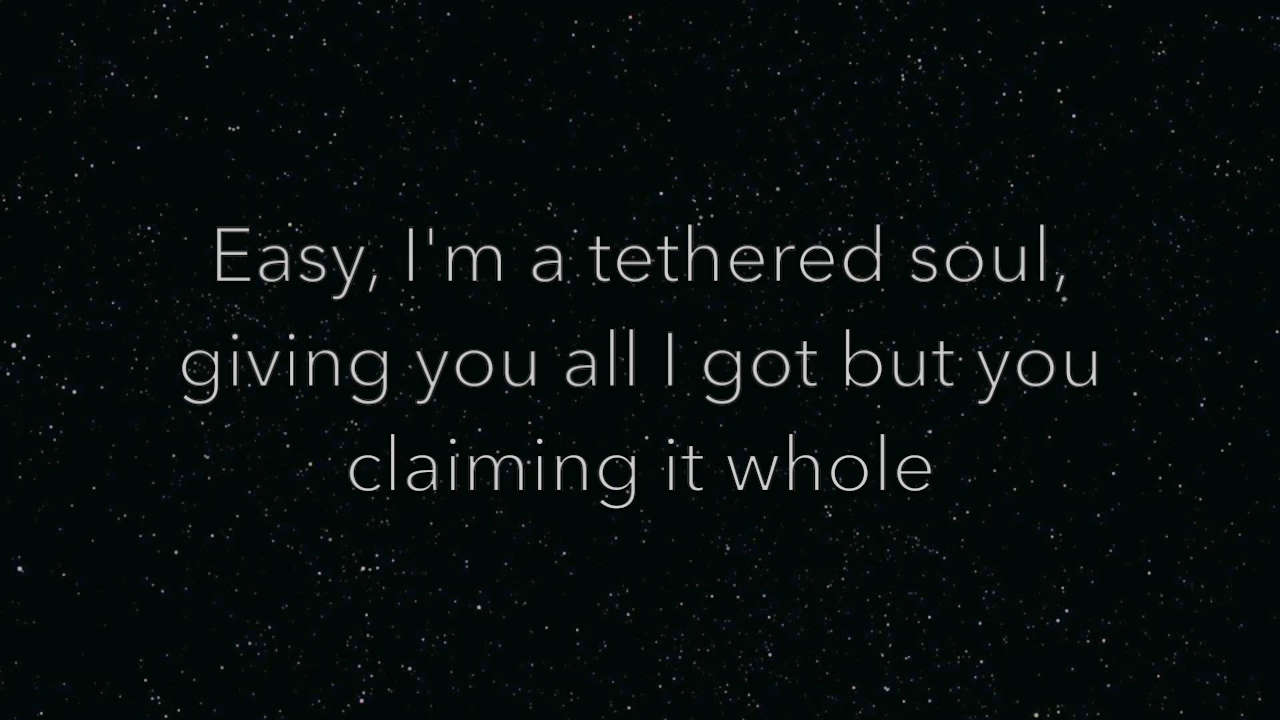 Easy, I'm a tethered soul,
giving you all I got but you
claiming it whole